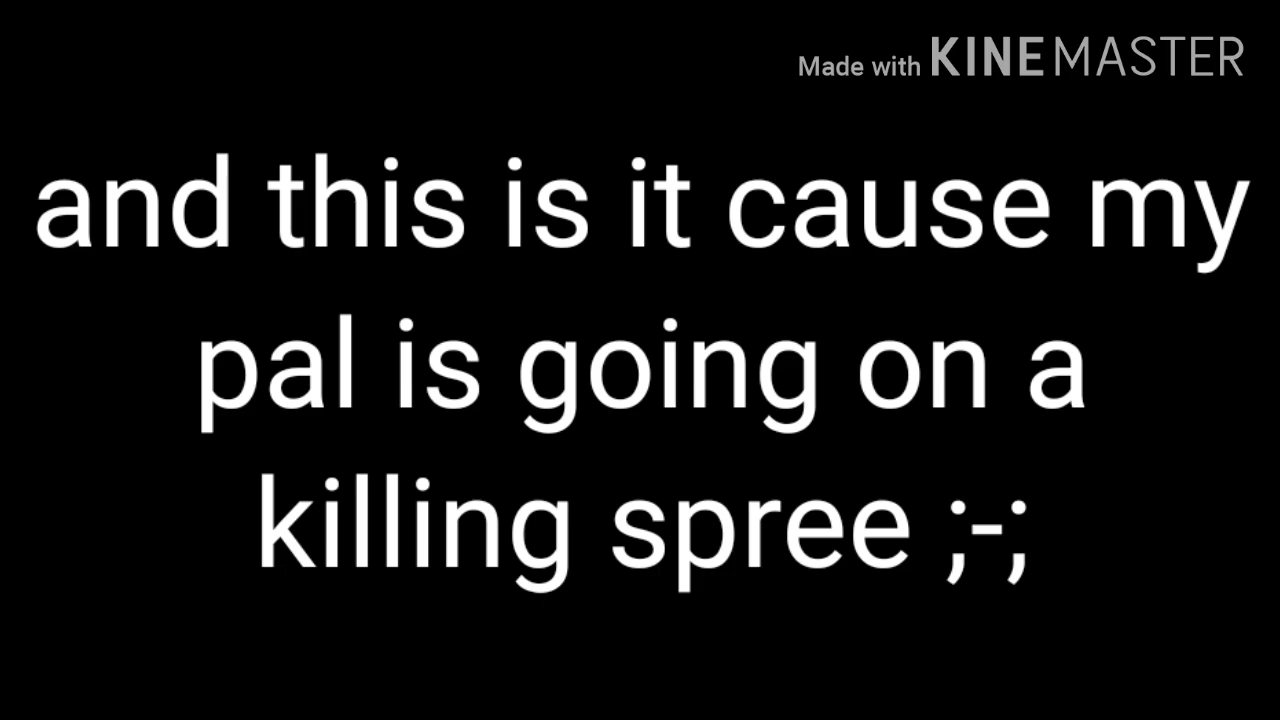 Made with KINEMASTER
and this is it cause my
pal is going on a
killing spree ;-;